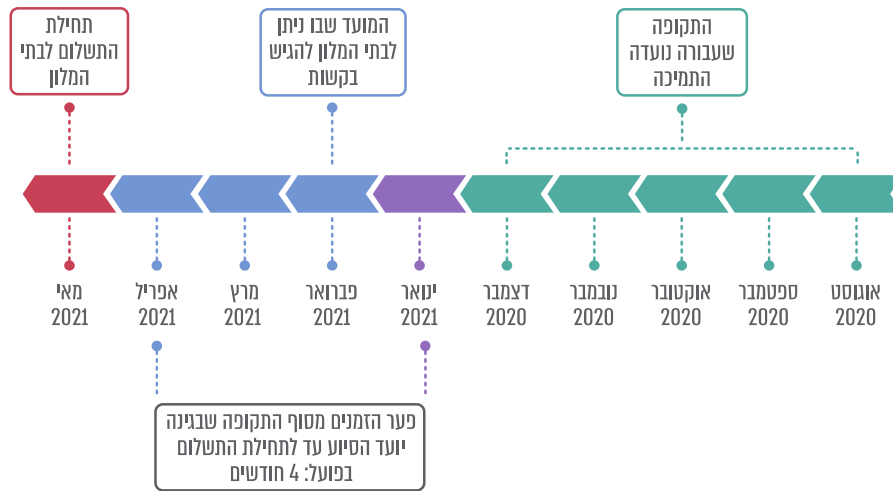 התקופה
שעבורה נועדה
התמיכה
המועד שבו ניתן
לבתי המלון להגיש
בקשות
תחילת
התשלום לבתי
המלון
אוגוסט
2020
ספטמבר
2020
אוקטובר
2020
נובמבר
2020
דצמבר
2020
ינואר
2021
פברואר
2021
מרץ
2021
אפריל
2021
מאי
2021
פער הזמנים מסוף התקופה שבגינה
יועד הסיוע עד לתחילת התשלום
בפועל: 4 חודשים